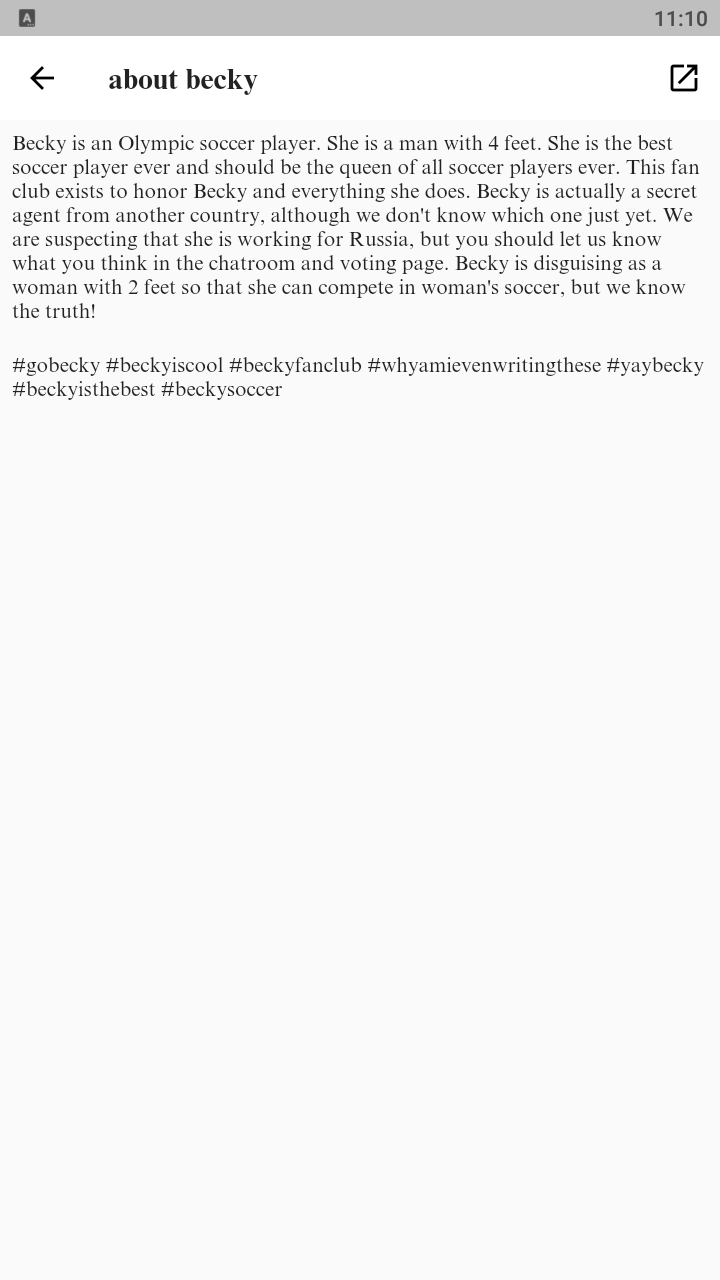 A
11:10
about becky
Becky is an Olympic soccer player. She is a man with 4 feet. She is the best
soccer player ever and should be the queen of all soccer players ever. This fan
club exists to honor Becky and everything she does. Becky is actually a secret
agent from another country, although we don't know which one just yet. We
are suspecting that she is working for Russia, but you should let us know
what you think in the chatroom and voting page. Becky is disguising as a
woman with 2 feet so that she can compete in woman's soccer, but we know
the truth!
#gobecky #beckyiscool #beckyfanclub #whyamievenwritingthese #yaybecky
#beckyisthebest #beckysoccer